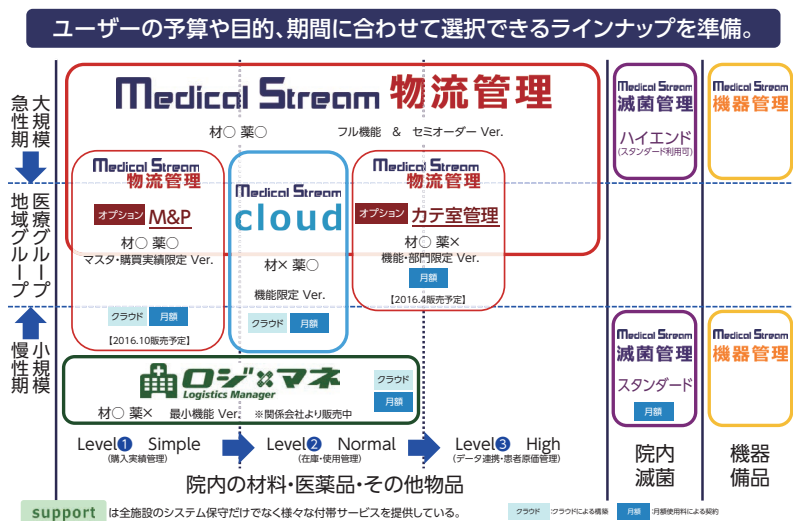 ユーザーの予算や目的、期間に合わせて選択できるラインナップを準備。
大規模
急性期
医療グループ
地域グループ
小規模
慢性期
Medical Stream 物流管理
材○ 薬○ フル機能 & セミオーダー Ver.
Medical Stream
物流管理
オプション M&P
材○ 薬○
マスタ・購買実績限定 Ver.
クラウド 月額
【2016.10販売予定】
Medical Stream
cloud
材× 薬○
機能限定 Ver.
クラウド 月額
Medical Stream
物流管理
オプション カテ室管理
材○ 薬×
機能・部門限定 Ver.
月額
【2016.4販売予定】
ロジ×マネ
Logistics Manager
クラウド
月額
材○ 薬× 最小機能 Ver. ※関係会社より販売中
Medical Stream
滅菌管理
ハイエンド
(スタンダード利用可)
Medical Stream
機器管理
Medical Stream
滅菌管理
スタンダード
月額
Medical Stream
機器管理
Level❶ Simple
(購入実績管理)
Level❷ Normal
(在庫・使用管理)
Level❸ High
(データ連携・患者原価管理)
院内の材料・医薬品・その他物品
院内
滅菌
機器
備品
support は全施設のシステム保守だけでなく様々な付帯サービスを提供している。
クラウド :クラウドによる構築 月額 :月額使用料による契約